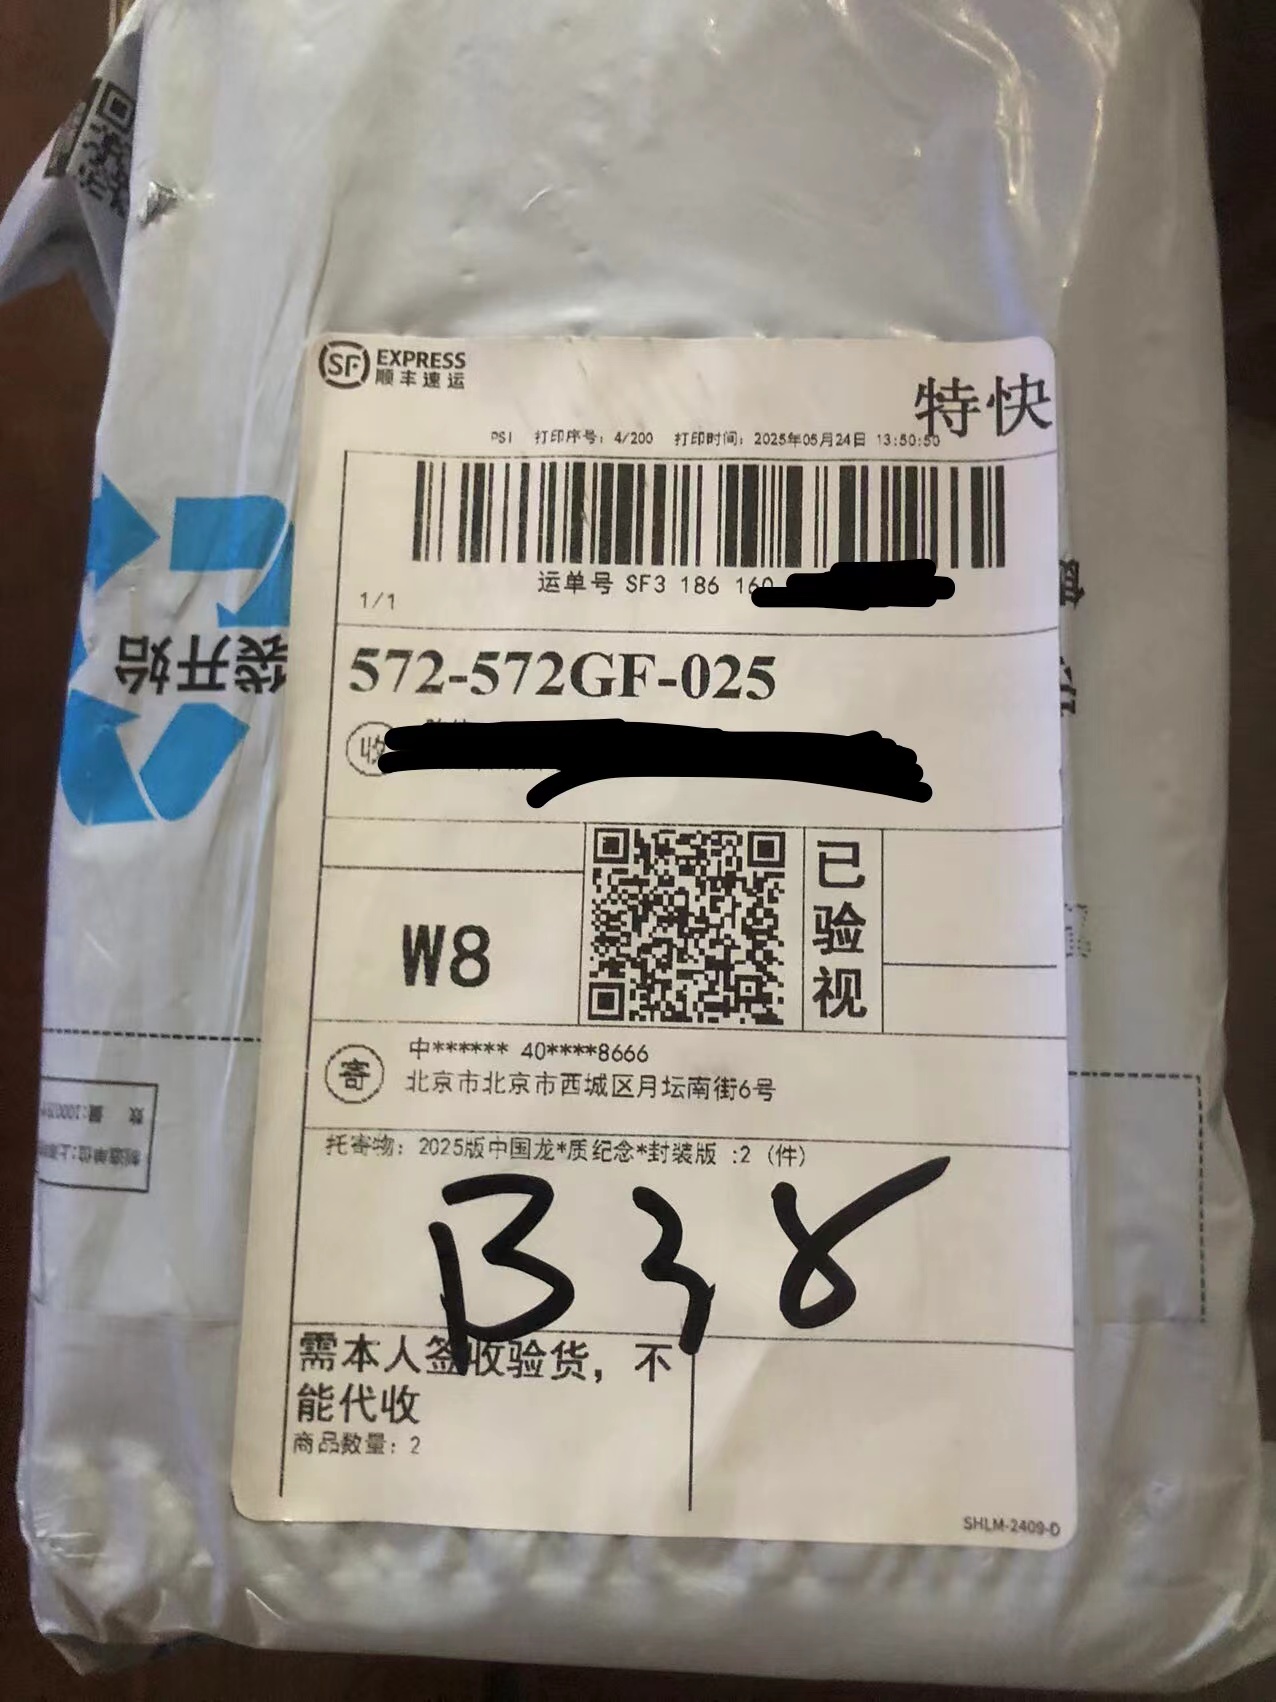 SF EXPRESS
顺丰速运
特快
PSI 打印序号：4/200 打印时间：2025年05月24日 13:50:50
运单号 SF3 186 160
1/1
袋开始
572-572GF-025
收
W8
已验视
寄
中****** 40****8666
北京市北京市西城区月坛南街6号
托寄物：2025版中国龙*质纪念*封装版 :2 (件)
B38
需本人签收验货，不
能代收
商品数量：2
SHLM-2409-D